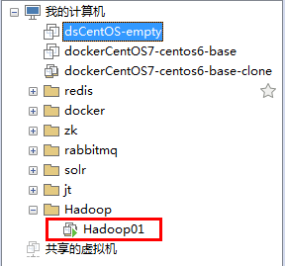 我的计算机
dsCentOS-empty
dockerCentOS7-centos6-base
dockerCentOS7-centos6-base-clone
redis
docker
zk
rabbitmq
solr
jt
Hadoop
Hadoop01
共享的虚拟机